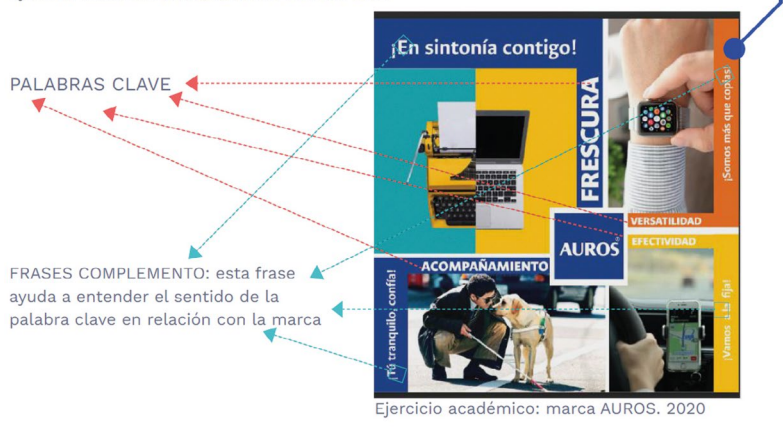 PALABRAS CLAVE
FRASES COMPLEMENTO: esta frase
ayuda a entender el sentido de la
palabra clave en relación con la marca
¡En sintonía contigo!
FRESCURA
¡Somos más que copias!
VERSATILIDAD
EFECTIVIDAD
AUROS
ACOMPAÑAMIENTO
¡Tú tranquilo, confía!
¡Vamos a la fija!
Ejercicio académico: marca AUROS. 2020